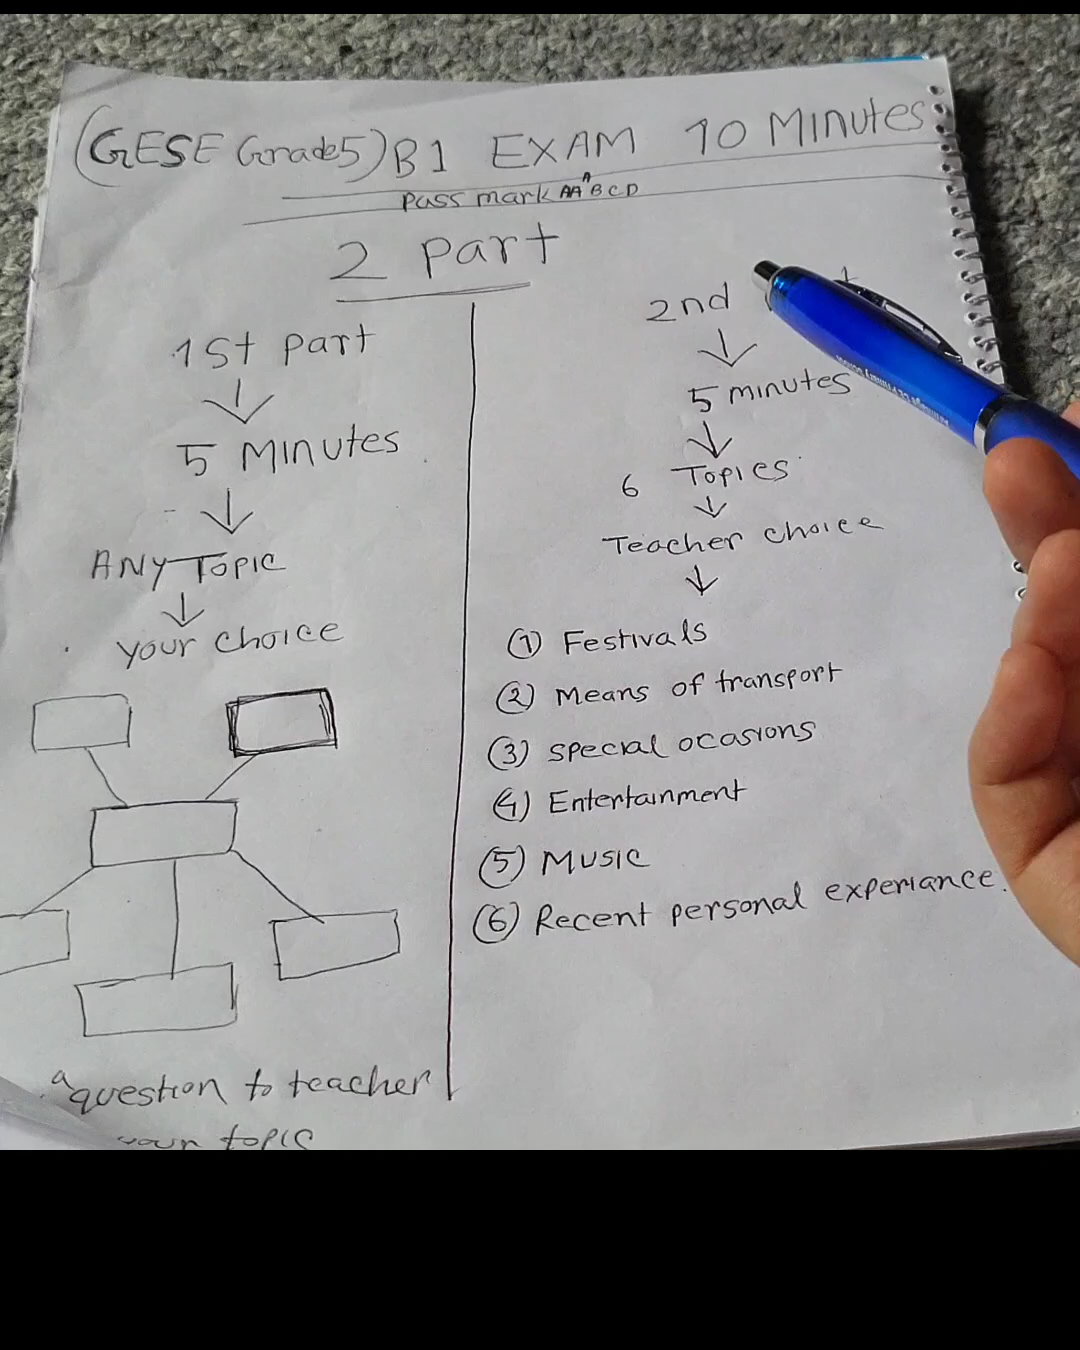 (GESE Grade5) B1 EXAM 10 Minutes
pass mark AA A BCD
2 part
1st part
5 Minutes
ANY TOPIC
your choice
a question to teacher
your topic
2nd
5 minutes
6 Topics
Teacher choice
① Festivals
② Means of transport
③ special ocasions
④ Entertainment
⑤ Music
⑥ Recent personal experiance.